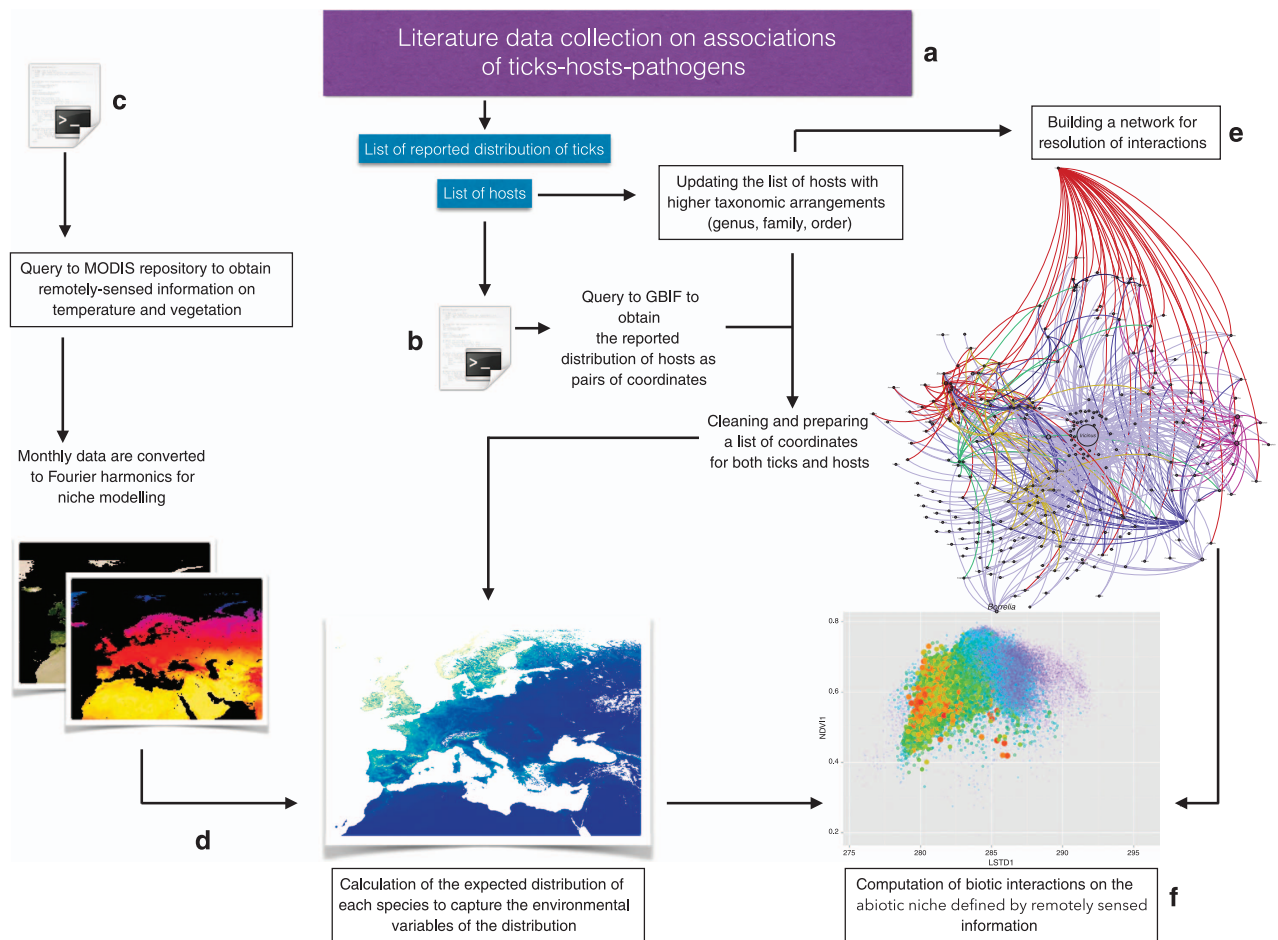 Literature data collection on associations
of ticks-hosts-pathogens
a
c
>_
List of reported distribution of ticks
List of hosts
Updating the list of hosts with
higher taxonomic arrangements
(genus, family, order)
Building a network for
resolution of interactions
e
Query to MODIS repository to obtain
remotely-sensed information on
temperature and vegetation
b
>_
Query to GBIF to
obtain
the reported
distribution of hosts as
pairs of coordinates
Cleaning and preparing
a list of coordinates
for both ticks and hosts
Monthly data are converted
to Fourier harmonics for
niche modelling
d
Borrelia
0.8
0.6
0.4
0.2
NDVI1
275
280
285
290
295
LSTD1
Calculation of the expected distribution of
each species to capture the environmental
variables of the distribution
Computation of biotic interactions on the
abiotic niche defined by remotely sensed
information
f